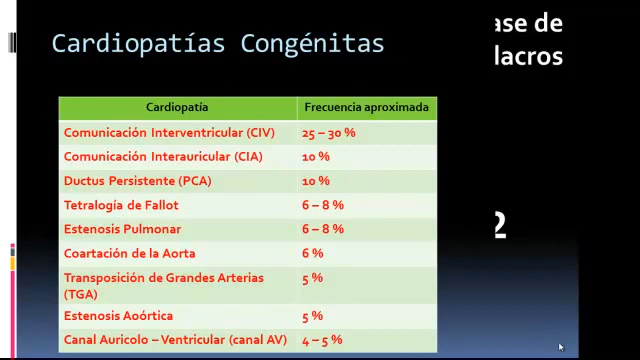 Cardiopatías Congénitas
ase de
lacros
Cardiopatía Frecuencia aproximada
Comunicación Interventricular (CIV) 25 – 30 %
Comunicación Interauricular (CIA) 10 %
Ductus Persistente (PCA) 10 %
Tetralogía de Fallot 6 – 8 %
Estenosis Pulmonar 6 – 8 %
Coartación de la Aorta 6 %
Transposición de Grandes Arterias 5 %
(TGA)
Estenosis Aoórtica 5 %
Canal Auricolo – Ventricular (canal AV) 4 – 5 %
2